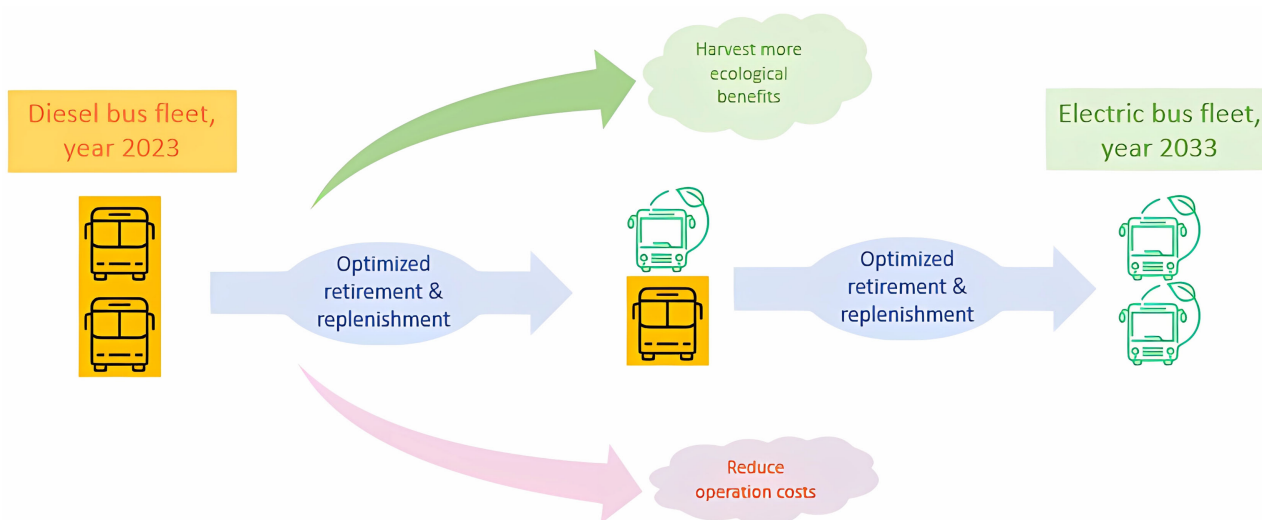 Harvest more
ecological
benefits
Diesel bus fleet,
year 2023
Electric bus fleet,
year 2033
Optimized
retirement &
replenishment
Optimized
retirement &
replenishment
Reduce
operation costs